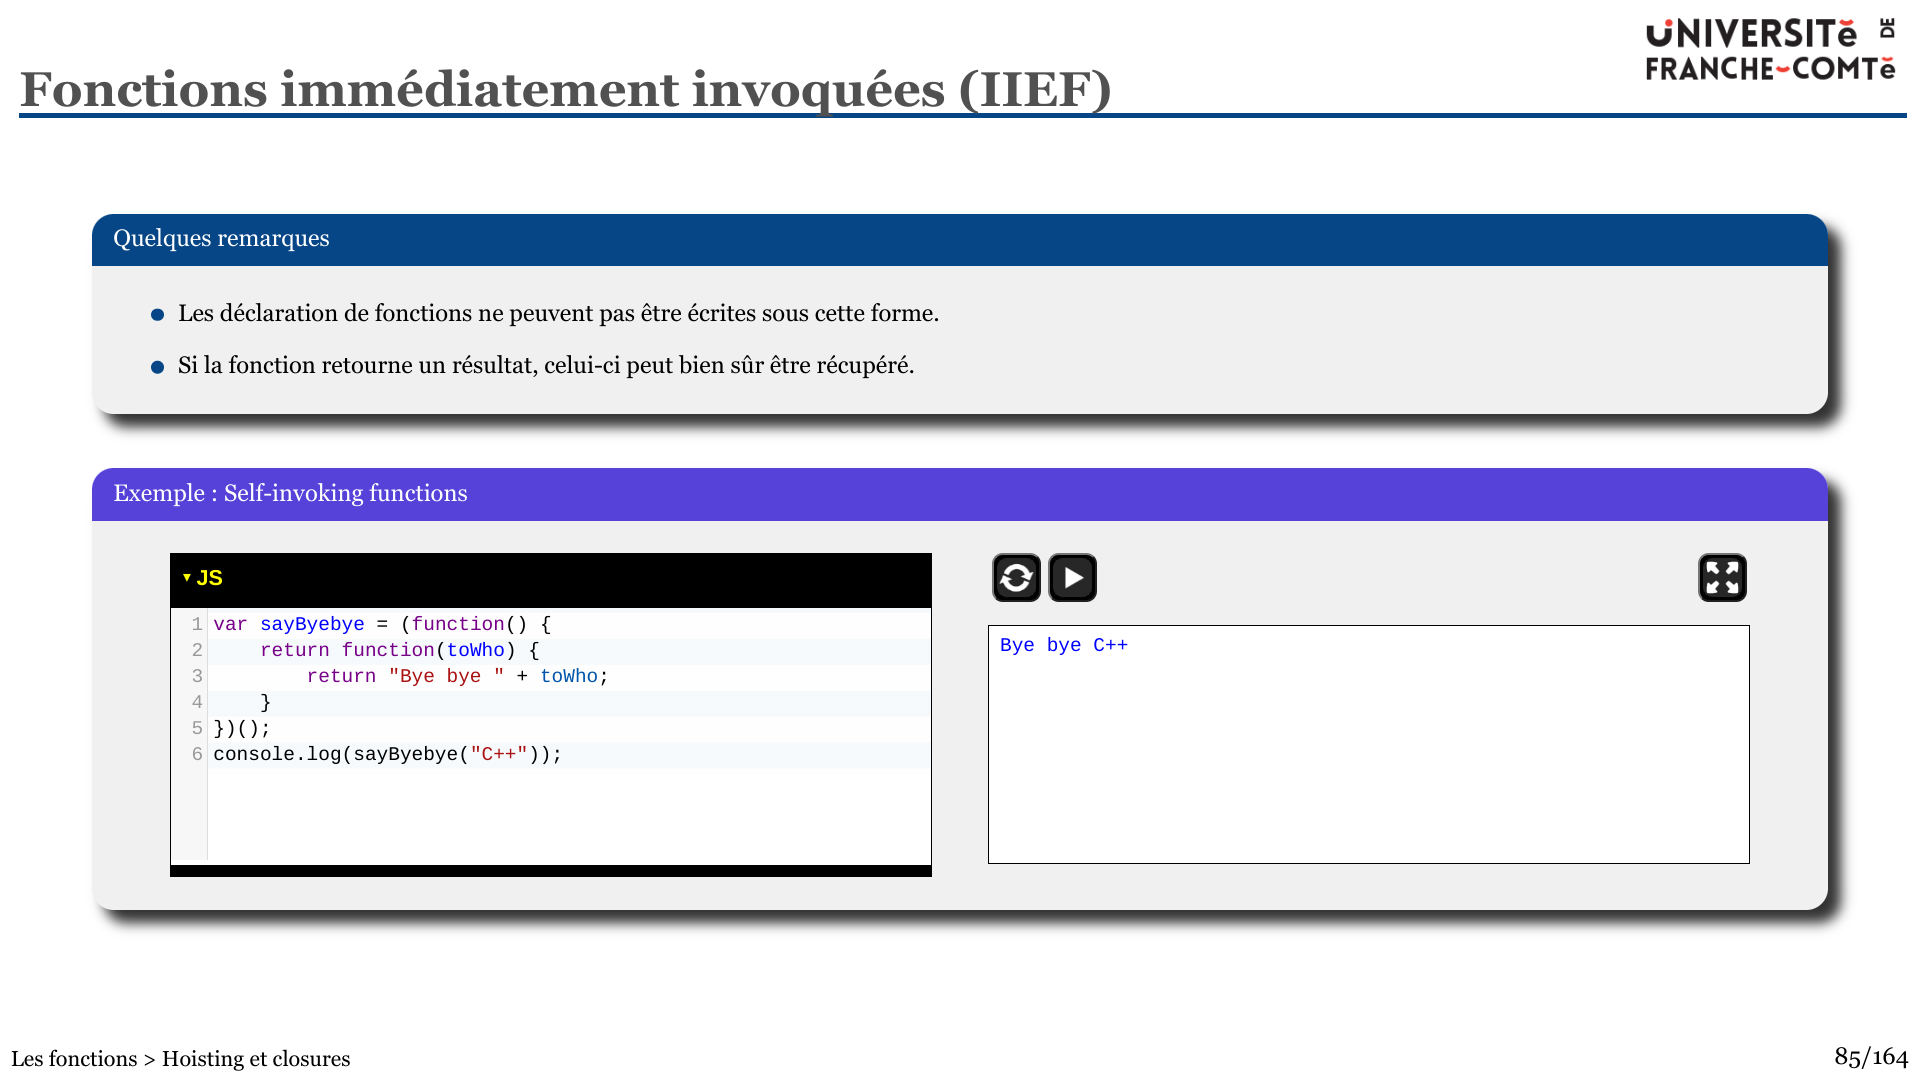 UNIVERSITĕ DE
FRANCHE-COMTĕ
Fonctions immédiatement invoquées (IIEF)
Quelques remarques
Les déclaration de fonctions ne peuvent pas être écrites sous cette forme.
Si la fonction retourne un résultat, celui-ci peut bien sûr être récupéré.
Exemple : Self-invoking functions
▼ JS
1 var sayByebye = (function() {
2     return function(toWho) {
3         return "Bye bye " + toWho;
4     }
5 })();
6 console.log(sayByebye("C++"));
Bye bye C++
Les fonctions > Hoisting et closures
85/164